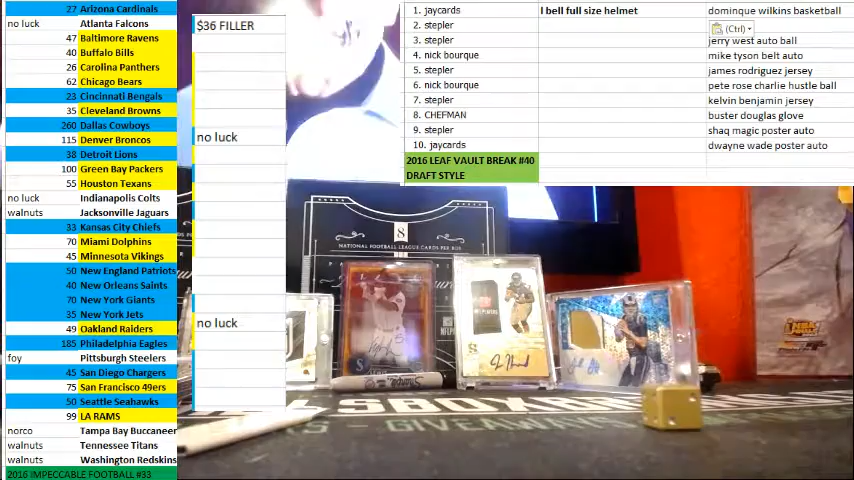 27 Arizona Cardinals
no luck Atlanta Falcons
47 Baltimore Ravens
40 Buffalo Bills
26 Carolina Panthers
62 Chicago Bears
23 Cincinnati Bengals
35 Cleveland Browns
260 Dallas Cowboys
115 Denver Broncos
38 Detroit Lions
100 Green Bay Packers
55 Houston Texans
no luck Indianapolis Colts
walnuts Jacksonville Jaguars
33 Kansas City Chiefs
70 Miami Dolphins
45 Minnesota Vikings
50 New England Patriots
40 New Orleans Saints
70 New York Giants
35 New York Jets
49 Oakland Raiders
185 Philadelphia Eagles
foy Pittsburgh Steelers
45 San Diego Chargers
75 San Francisco 49ers
50 Seattle Seahawks
99 LA RAMS
norco Tampa Bay Buccaneer
walnuts Tennessee Titans
walnuts Washington Redskins
2016 IMPECCABLE FOOTBALL #33
$36 FILLER
no luck
no luck
1. jaycards l bell full size helmet dominque wilkins basketball
2. stepler (Ctrl)
3. stepler jerry west auto ball
4. nick bourque mike tyson belt auto
5. stepler james rodriguez jersey
6. nick bourque pete rose charlie hustle ball
7. stepler kelvin benjamin jersey
8. CHEFMAN buster douglas glove
9. stepler shaq magic poster auto
10. jaycards dwayne wade poster auto
2016 LEAF VAULT BREAK #40
DRAFT STYLE
8
NATIONAL FOOTBALL LEAGUE CARDS PER BOX